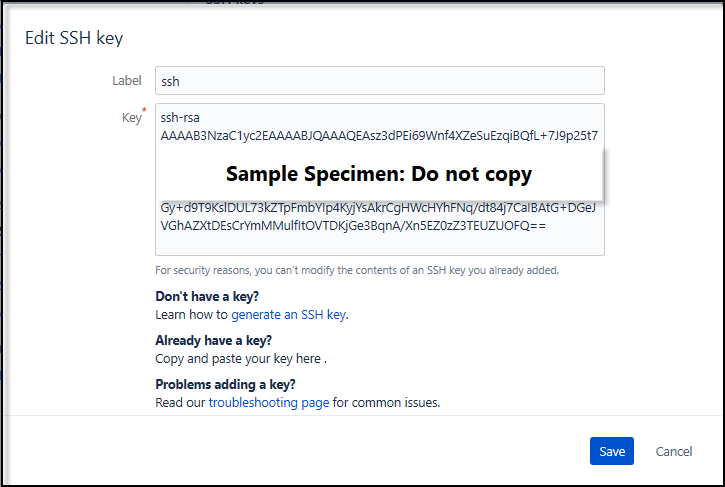 Edit SSH key
Label ssh
Key* ssh-rsa
AAAAB3NzaC1yc2EAAAABJQAAAQEAsz3dPEi69Wnf4XZeSuEzqiBQfL+7J9p25t7
Sample Specimen: Do not copy
Gy+d9T9KslDUL73kZTpFmbYIp4KyjYsAkrCgHWcHYhFNq/dt84j7CaIBAtG+DGeJ
VGhAZXtDEsCrYmMMulfItOVTDKjGe3BqnA/Xn5EZ0zZ3TEUZUOFQ==
For security reasons, you can't modify the contents of an SSH key you already added.
Don't have a key?
Learn how to generate an SSH key.
Already have a key?
Copy and paste your key here .
Problems adding a key?
Read our troubleshooting page for common issues.
Save Cancel